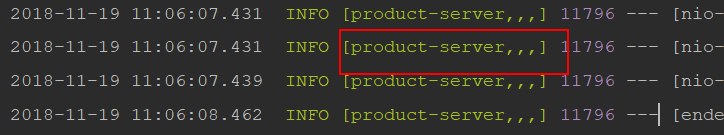 2018-11-19 11:06:07.431  INFO [product-server,,,] 11796 --- [nio-
2018-11-19 11:06:07.431  INFO [product-server,,,] 11796 --- [nio-
2018-11-19 11:06:07.439  INFO [product-server,,,] 11796 --- [nio-
2018-11-19 11:06:08.462  INFO [product-server,,,] 11796 --- [ende